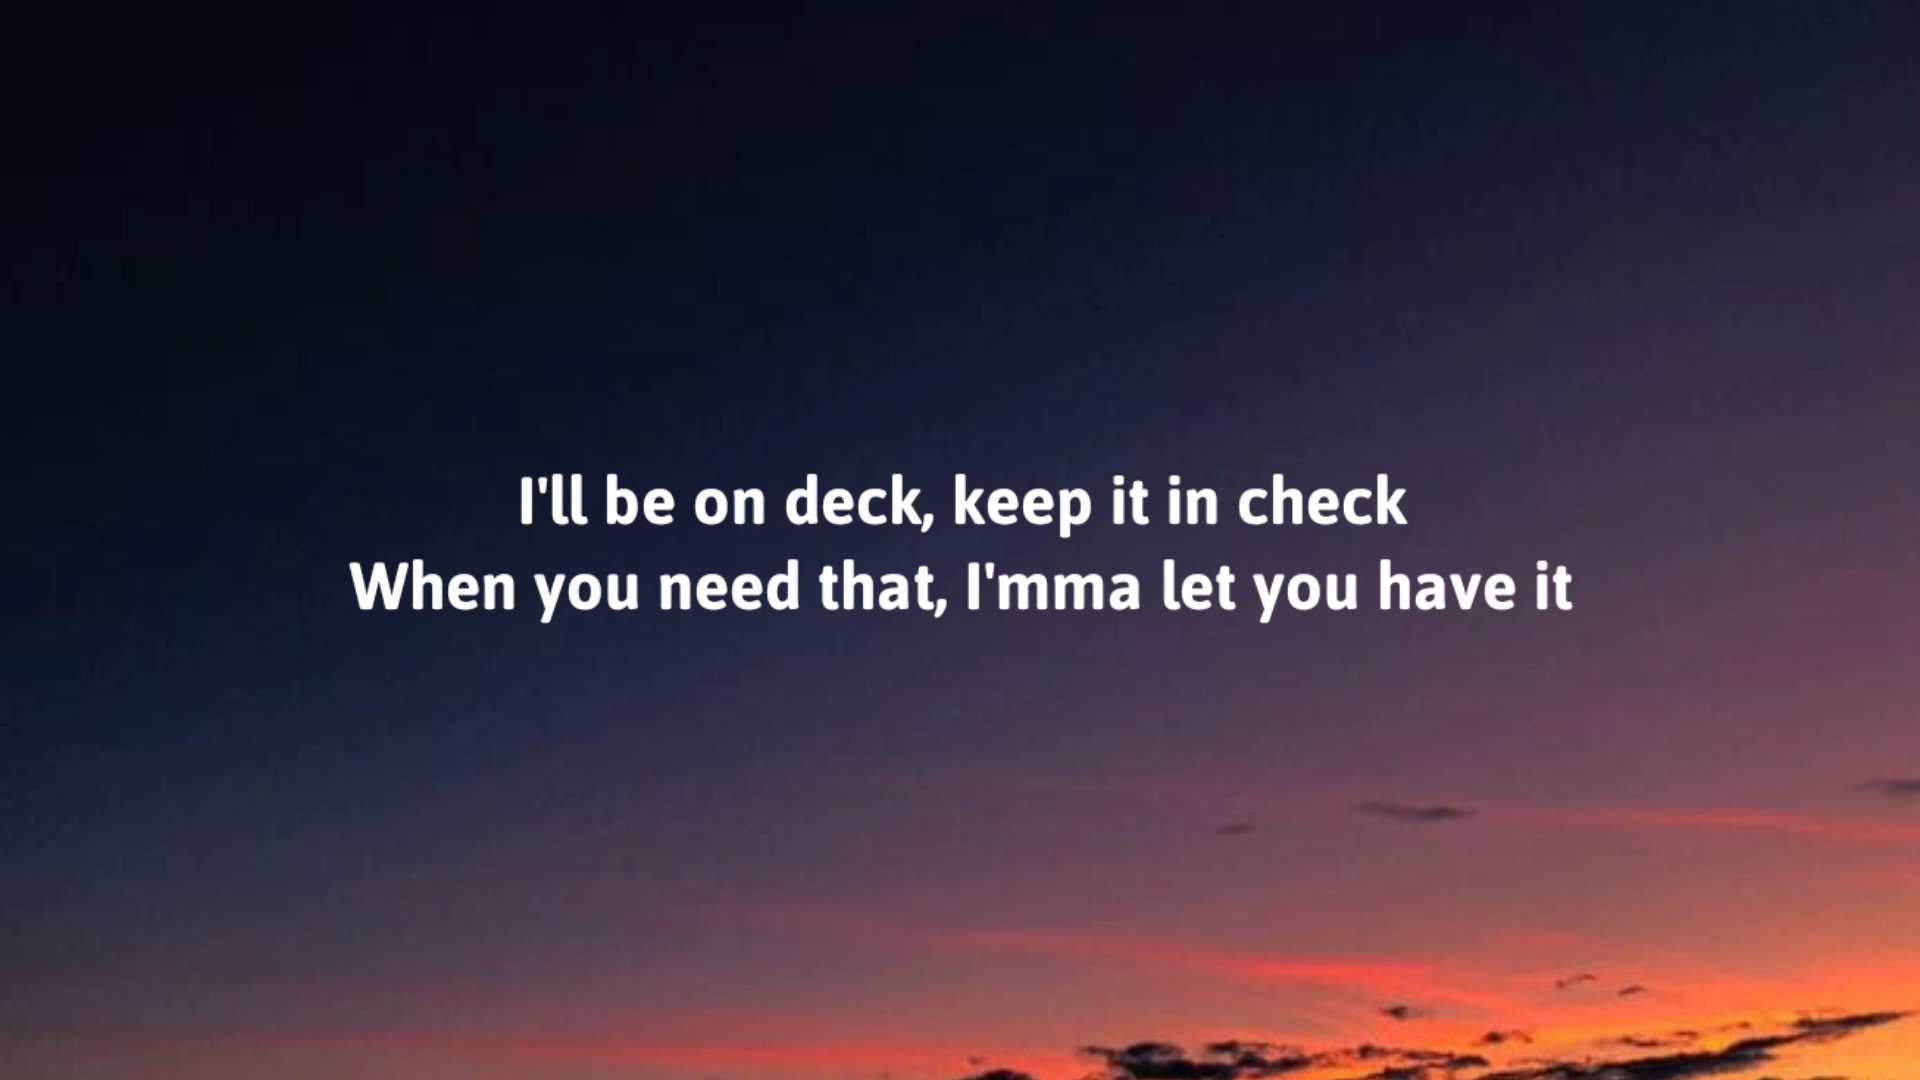 I'll be on deck, keep it in check
When you need that, I'mma let you have it